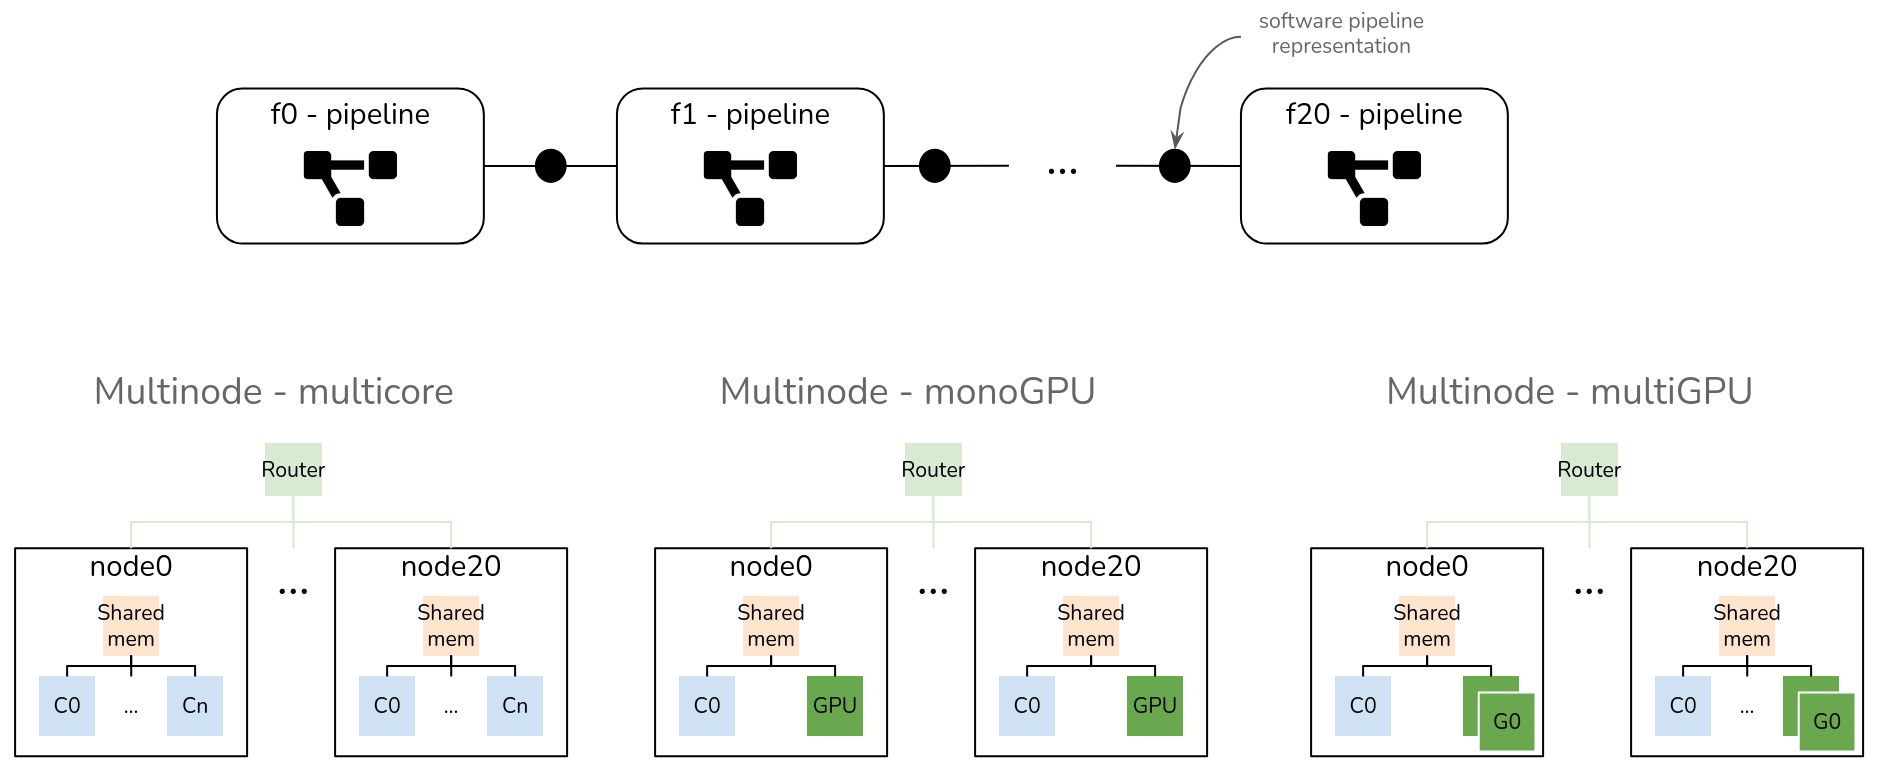 software pipeline
representation
f0 - pipeline
f1 - pipeline
...
f20 - pipeline
Multinode - multicore
Multinode - monoGPU
Multinode - multiGPU
Router
Router
Router
node0
...
node20
node0
...
node20
node0
...
node20
Shared
mem
Shared
mem
Shared
mem
Shared
mem
Shared
mem
Shared
mem
C0
...
Cn
C0
...
Cn
C0
GPU
C0
GPU
C0
G0
C0
...
G0